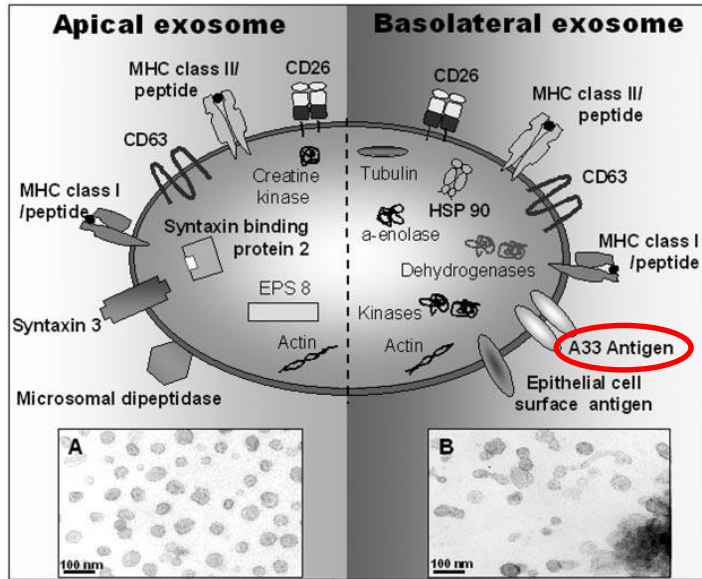 Apical exosome
Basolateral exosome
MHC class II/
peptide
CD26
CD63
Creatine
kinase
MHC class I
/peptide
Syntaxin binding
protein 2
EPS 8
Syntaxin 3
Actin
Microsomal dipeptidase
CD26
MHC class II/
peptide
Tubulin
CD63
HSP 90
a-enolase
MHC class I
/peptide
Dehydrogenases
Kinases
A33 Antigen
Actin
Epithelial cell
surface antigen
A
100 nm
B
100 nm